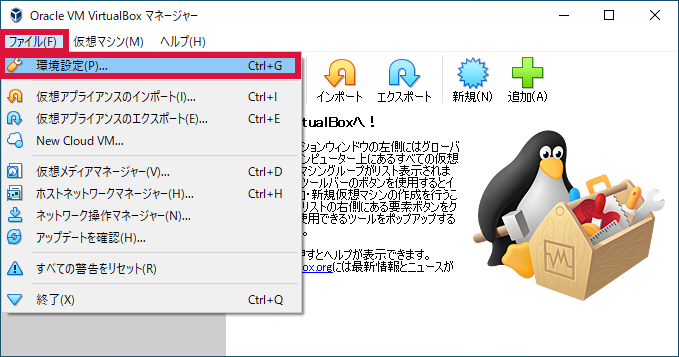 Oracle VM VirtualBox マネージャー
ファイル(F) 仮想マシン(M) ヘルプ(H)
環境設定(P)... Ctrl+G
仮想アプライアンスのインポート(I)... Ctrl+I
仮想アプライアンスのエクスポート(E)... Ctrl+E
New Cloud VM...
仮想メディアマネージャー(V)... Ctrl+D
ホストネットワークマネージャー(H)... Ctrl+H
ネットワーク操作マネージャー(N)...
アップデートを確認(H)...
すべての警告をリセット(R)
終了(X) Ctrl+Q
インポート エクスポート 新規(N) 追加(A)
tualBoxへ！
ションウィンドウの左側にはグローバ
ンピューター上にあるすべての仮想
マシングループがリスト表示されま
ツールバーのボタンを使用するとイ
加・新規仮想マシンの作成を行うこ
リストの右側にある要素ボタンをク
使用できるツールをポップアップする
。
押すとヘルプが表示できます。
box.orgには最新情報とニュースが